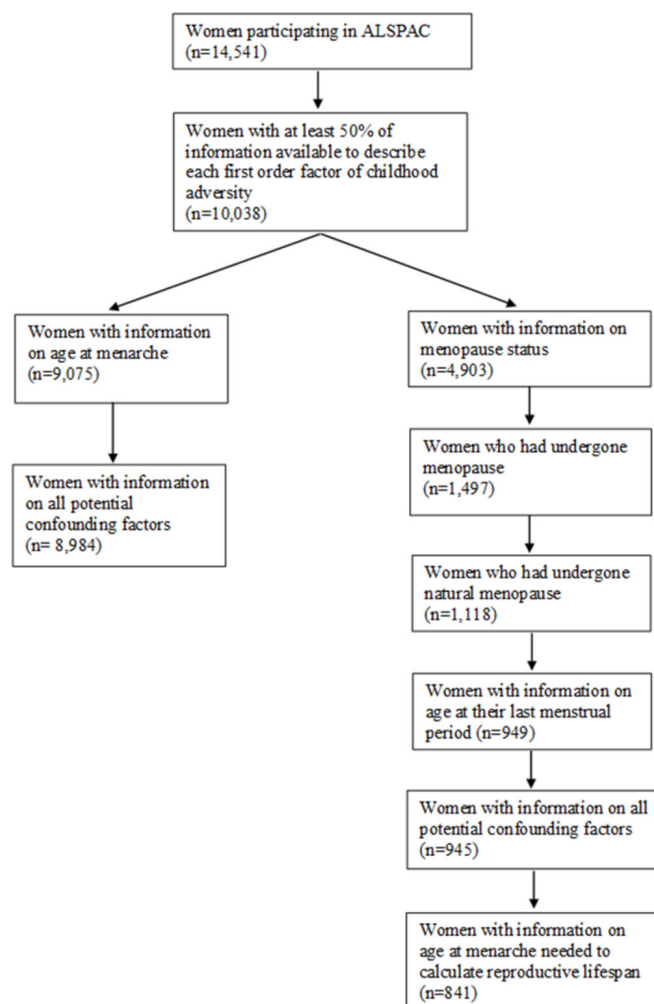 Women participating in ALSPAC
(n=14,541)
Women with at least 50% of
information available to describe
each first order factor of childhood
adversity
(n=10,038)
Women with information
on age at menarche
(n=9,075)
Women with information
on all potential
confounding factors
(n= 8,984)
Women with information on
menopause status
(n=4,903)
Women who had undergone
menopause
(n=1,497)
Women who had undergone
natural menopause
(n=1,118)
Women with information on
age at their last menstrual
period (n=949)
Women with information on all
potential confounding factors
(n=945)
Women with information on
age at menarche needed to
calculate reproductive lifespan
(n=841)